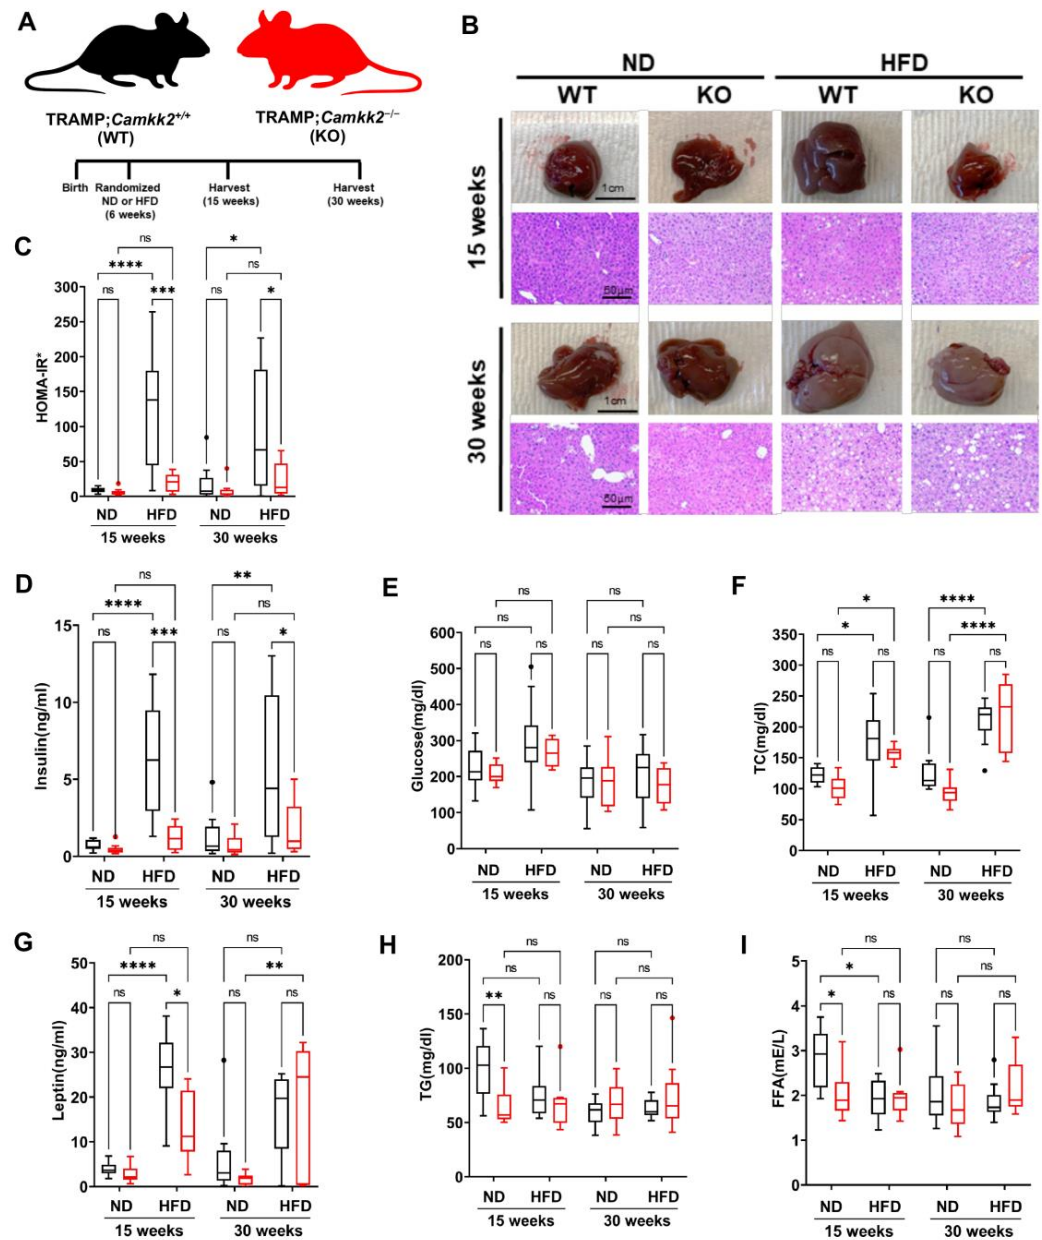 A
TRAMP;Camkk2+/+
(WT)
TRAMP;Camkk2−/−
(KO)
Birth
Randomized
ND or HFD
(6 weeks)
Harvest
(15 weeks)
Harvest
(30 weeks)
B
ND HFD
WT KO WT KO
15 weeks
1cm
50μm
30 weeks
1cm
50μm
C
ns *
**** ns
ns *** ns *
HOMA-IR*
300
250
200
150
100
50
0
ND HFD ND HFD
15 weeks 30 weeks
D
ns **
**** ns
ns *** ns *
Insulin(ng/ml)
15
10
5
0
ND HFD ND HFD
15 weeks 30 weeks
E
ns ns
ns ns
ns ns ns ns
Glucose(mg/dl)
600
500
400
300
200
100
0
ND HFD ND HFD
15 weeks 30 weeks
F
* ****
* ****
ns ns ns ns
TC(mg/dl)
350
300
250
200
150
100
50
0
ND HFD ND HFD
15 weeks 30 weeks
G
ns ns
**** **
ns * ns ns
Leptin(ng/ml)
50
40
30
20
10
0
ND HFD ND HFD
15 weeks 30 weeks
H
ns ns
ns ns
** ns ns ns
TG(mg/dl)
200
150
100
50
0
ND HFD ND HFD
15 weeks 30 weeks
I
ns ns
* ns
* ns ns ns
FFA(mE/L)
5
4
3
2
1
0
ND HFD ND HFD
15 weeks 30 weeks